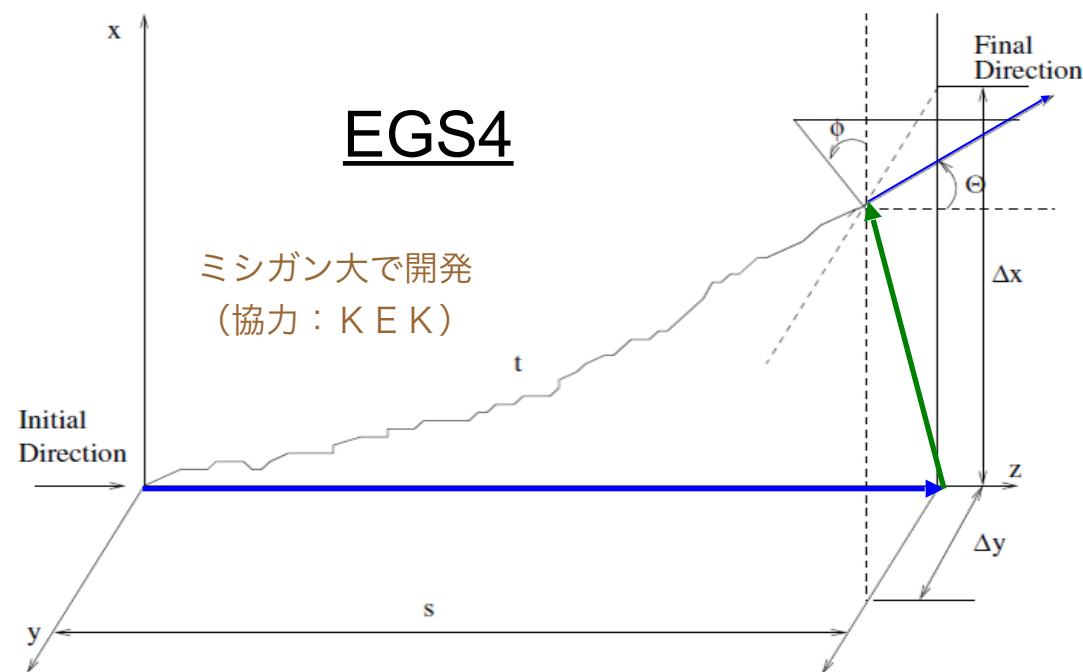 x
EGS4
ミシガン大で開発
（協力：ＫＥＫ）
Final
Direction
ϕ
Θ
Δx
t
Initial
Direction
z
Δy
s
y